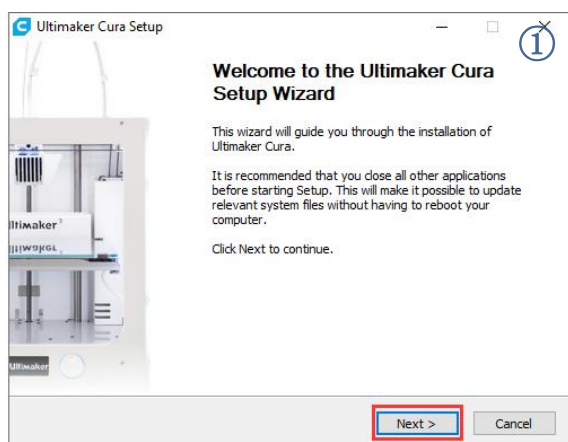 Ultimaker Cura Setup
①
Welcome to the Ultimaker Cura
Setup Wizard
This wizard will guide you through the installation of
Ultimaker Cura.
It is recommended that you close all other applications
before starting Setup. This will make it possible to update
relevant system files without having to reboot your
computer.
Click Next to continue.
Ultimaker³
Ultimaker
Next >
Cancel